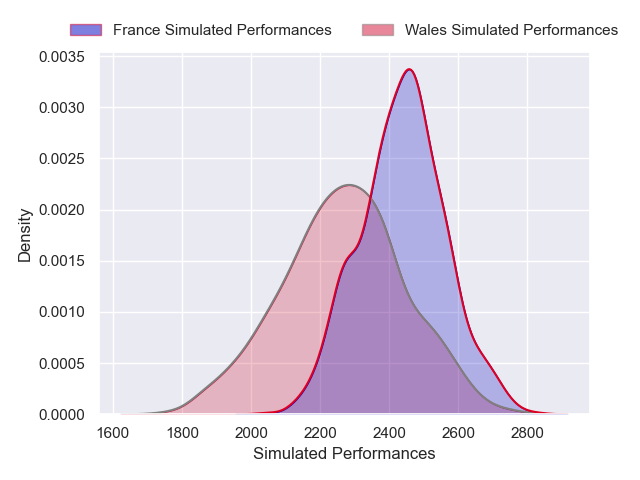 France Simulated Performances
Wales Simulated Performances
0.0035
0.0030
0.0025
0.0020
0.0015
0.0010
0.0005
0.0000
Density
1600 1800 2000 2200 2400 2600 2800
Simulated Performances